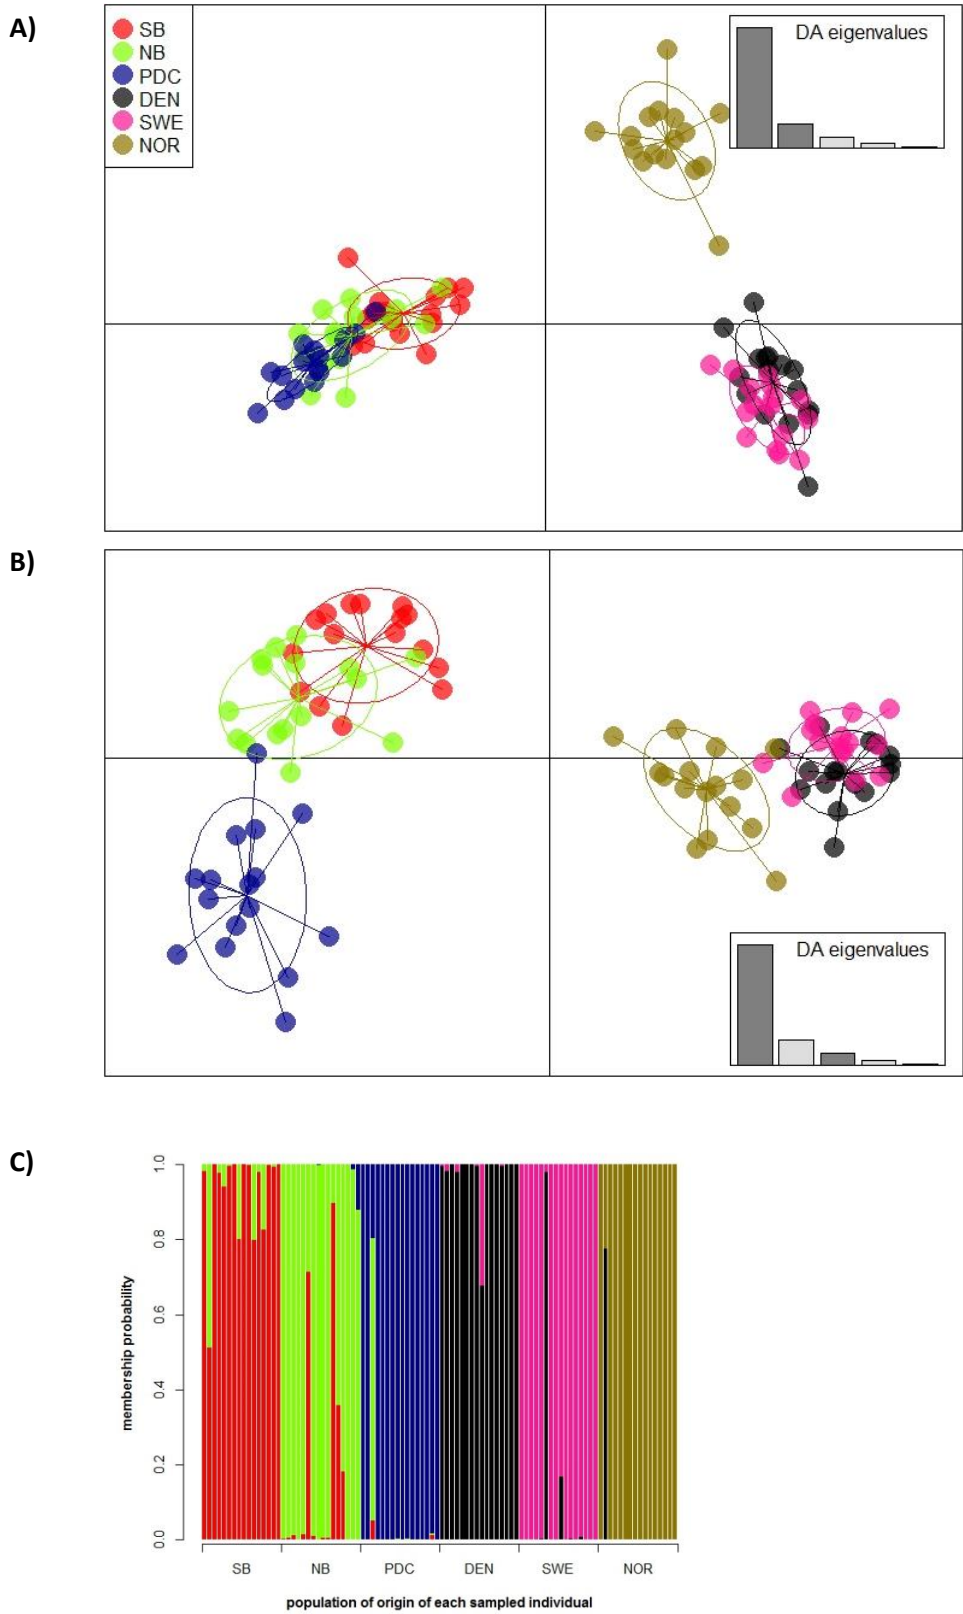 A)
SB
NB
PDC
DEN
SWE
NOR
DA eigenvalues
B)
DA eigenvalues
C)
membership probability
1.0
0.8
0.6
0.4
0.2
0.0
SB NB PDC DEN SWE NOR
population of origin of each sampled individual